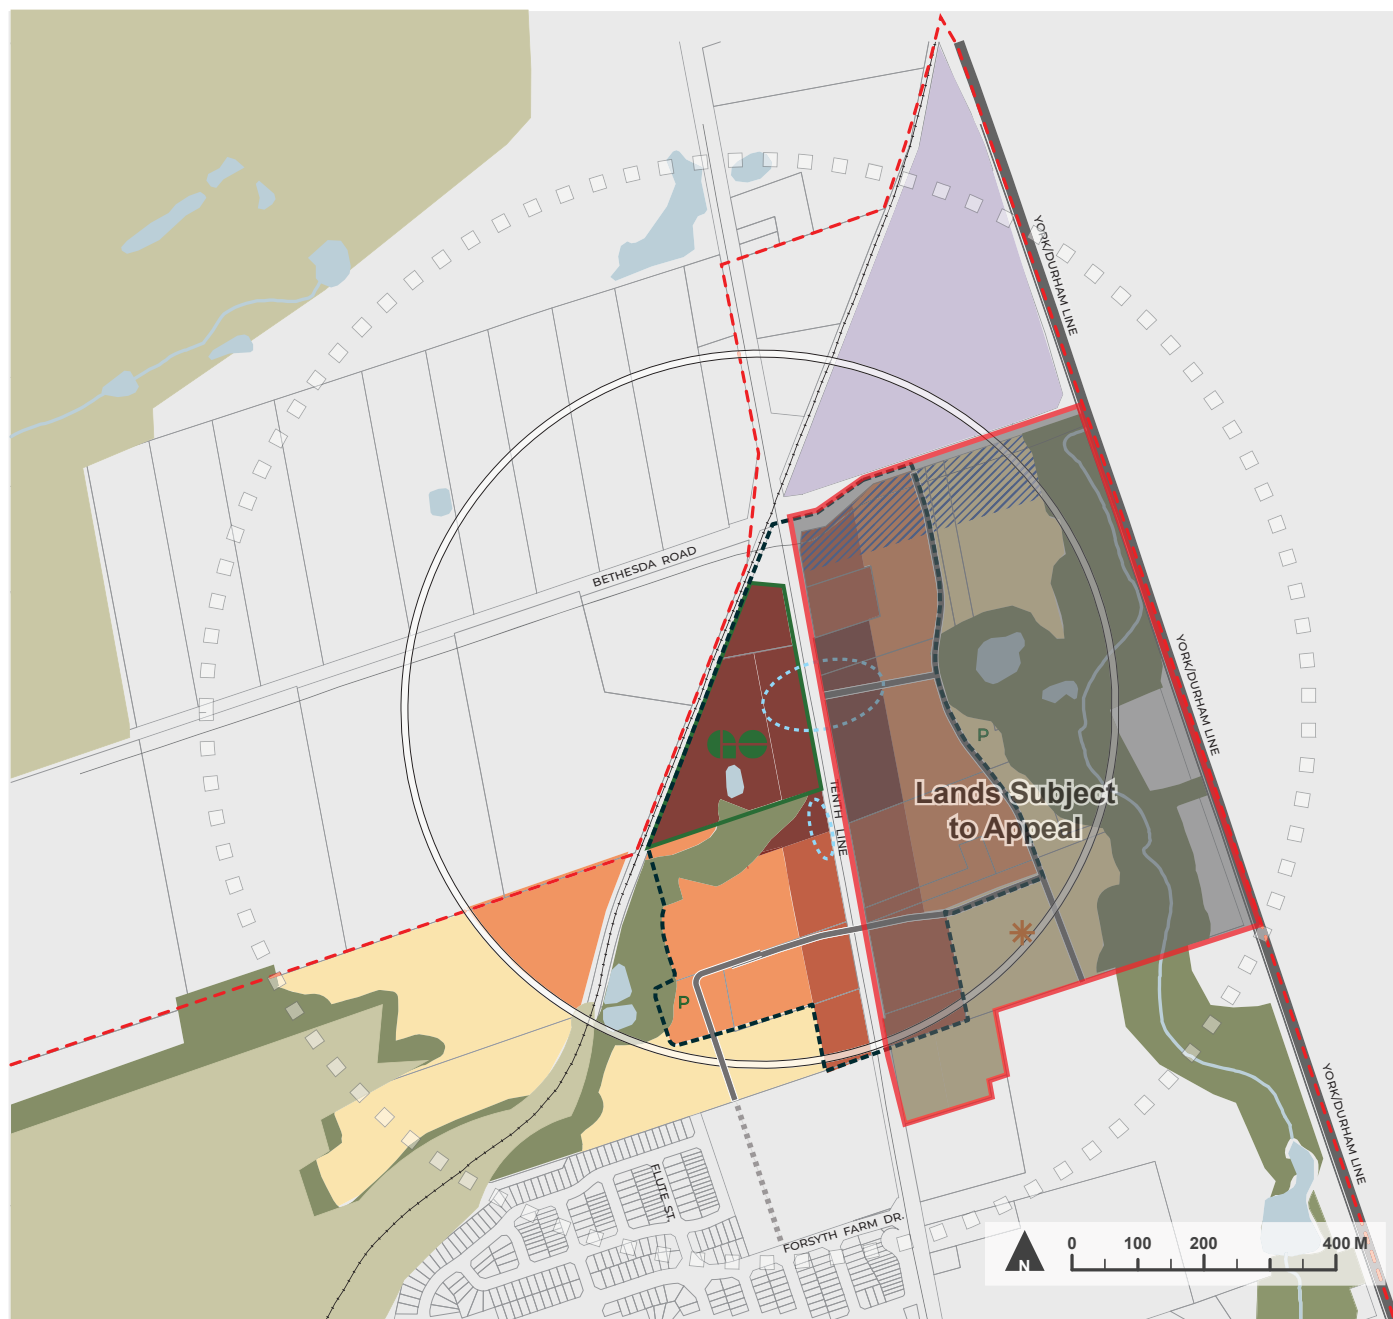 YORK/DURHAM LINE
BETHESDA ROAD
YORK/DURHAM LINE
GO
P
TENTH LINE
Lands Subject
to Appeal
P
YORK/DURHAM LINE
FLUTE ST.
FORSYTH FARM DR.
N
0 100 200 400 M